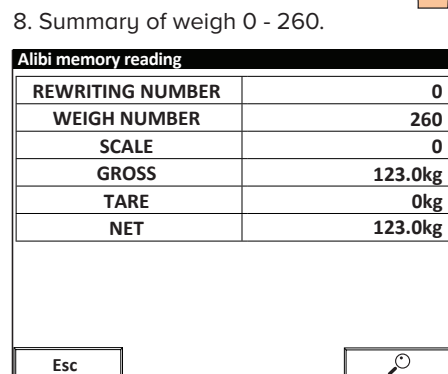 8. Summary of weigh 0 - 260.
Alibi memory reading
REWRITING NUMBER 0
WEIGH NUMBER 260
SCALE 0
GROSS 123.0kg
TARE 0kg
NET 123.0kg
Esc